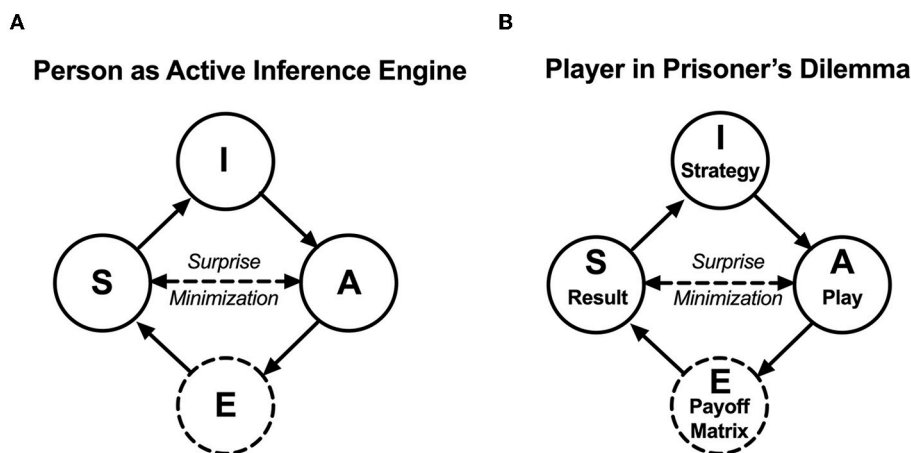 A
Person as Active Inference Engine
I
S
Surprise
Minimization
A
E
B
Player in Prisoner's Dilemma
I
Strategy
S
Result
Surprise
Minimization
A
Play
E
Payoff
Matrix